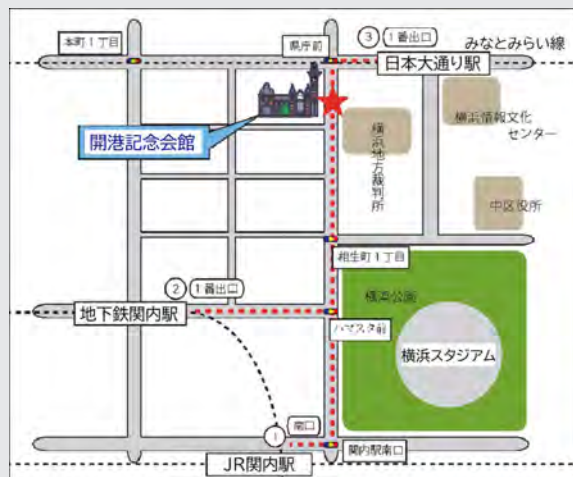 本町1丁目
県庁前
③
1番出口
みなとみらい線
日本大通り駅
開港記念会館
横浜地方裁判所
横浜情報文化
センター
中区役所
相生町1丁目
②
1番出口
地下鉄関内駅
ハマスタ前
横浜公園
横浜スタジアム
①
南口
関内駅南口
JR関内駅